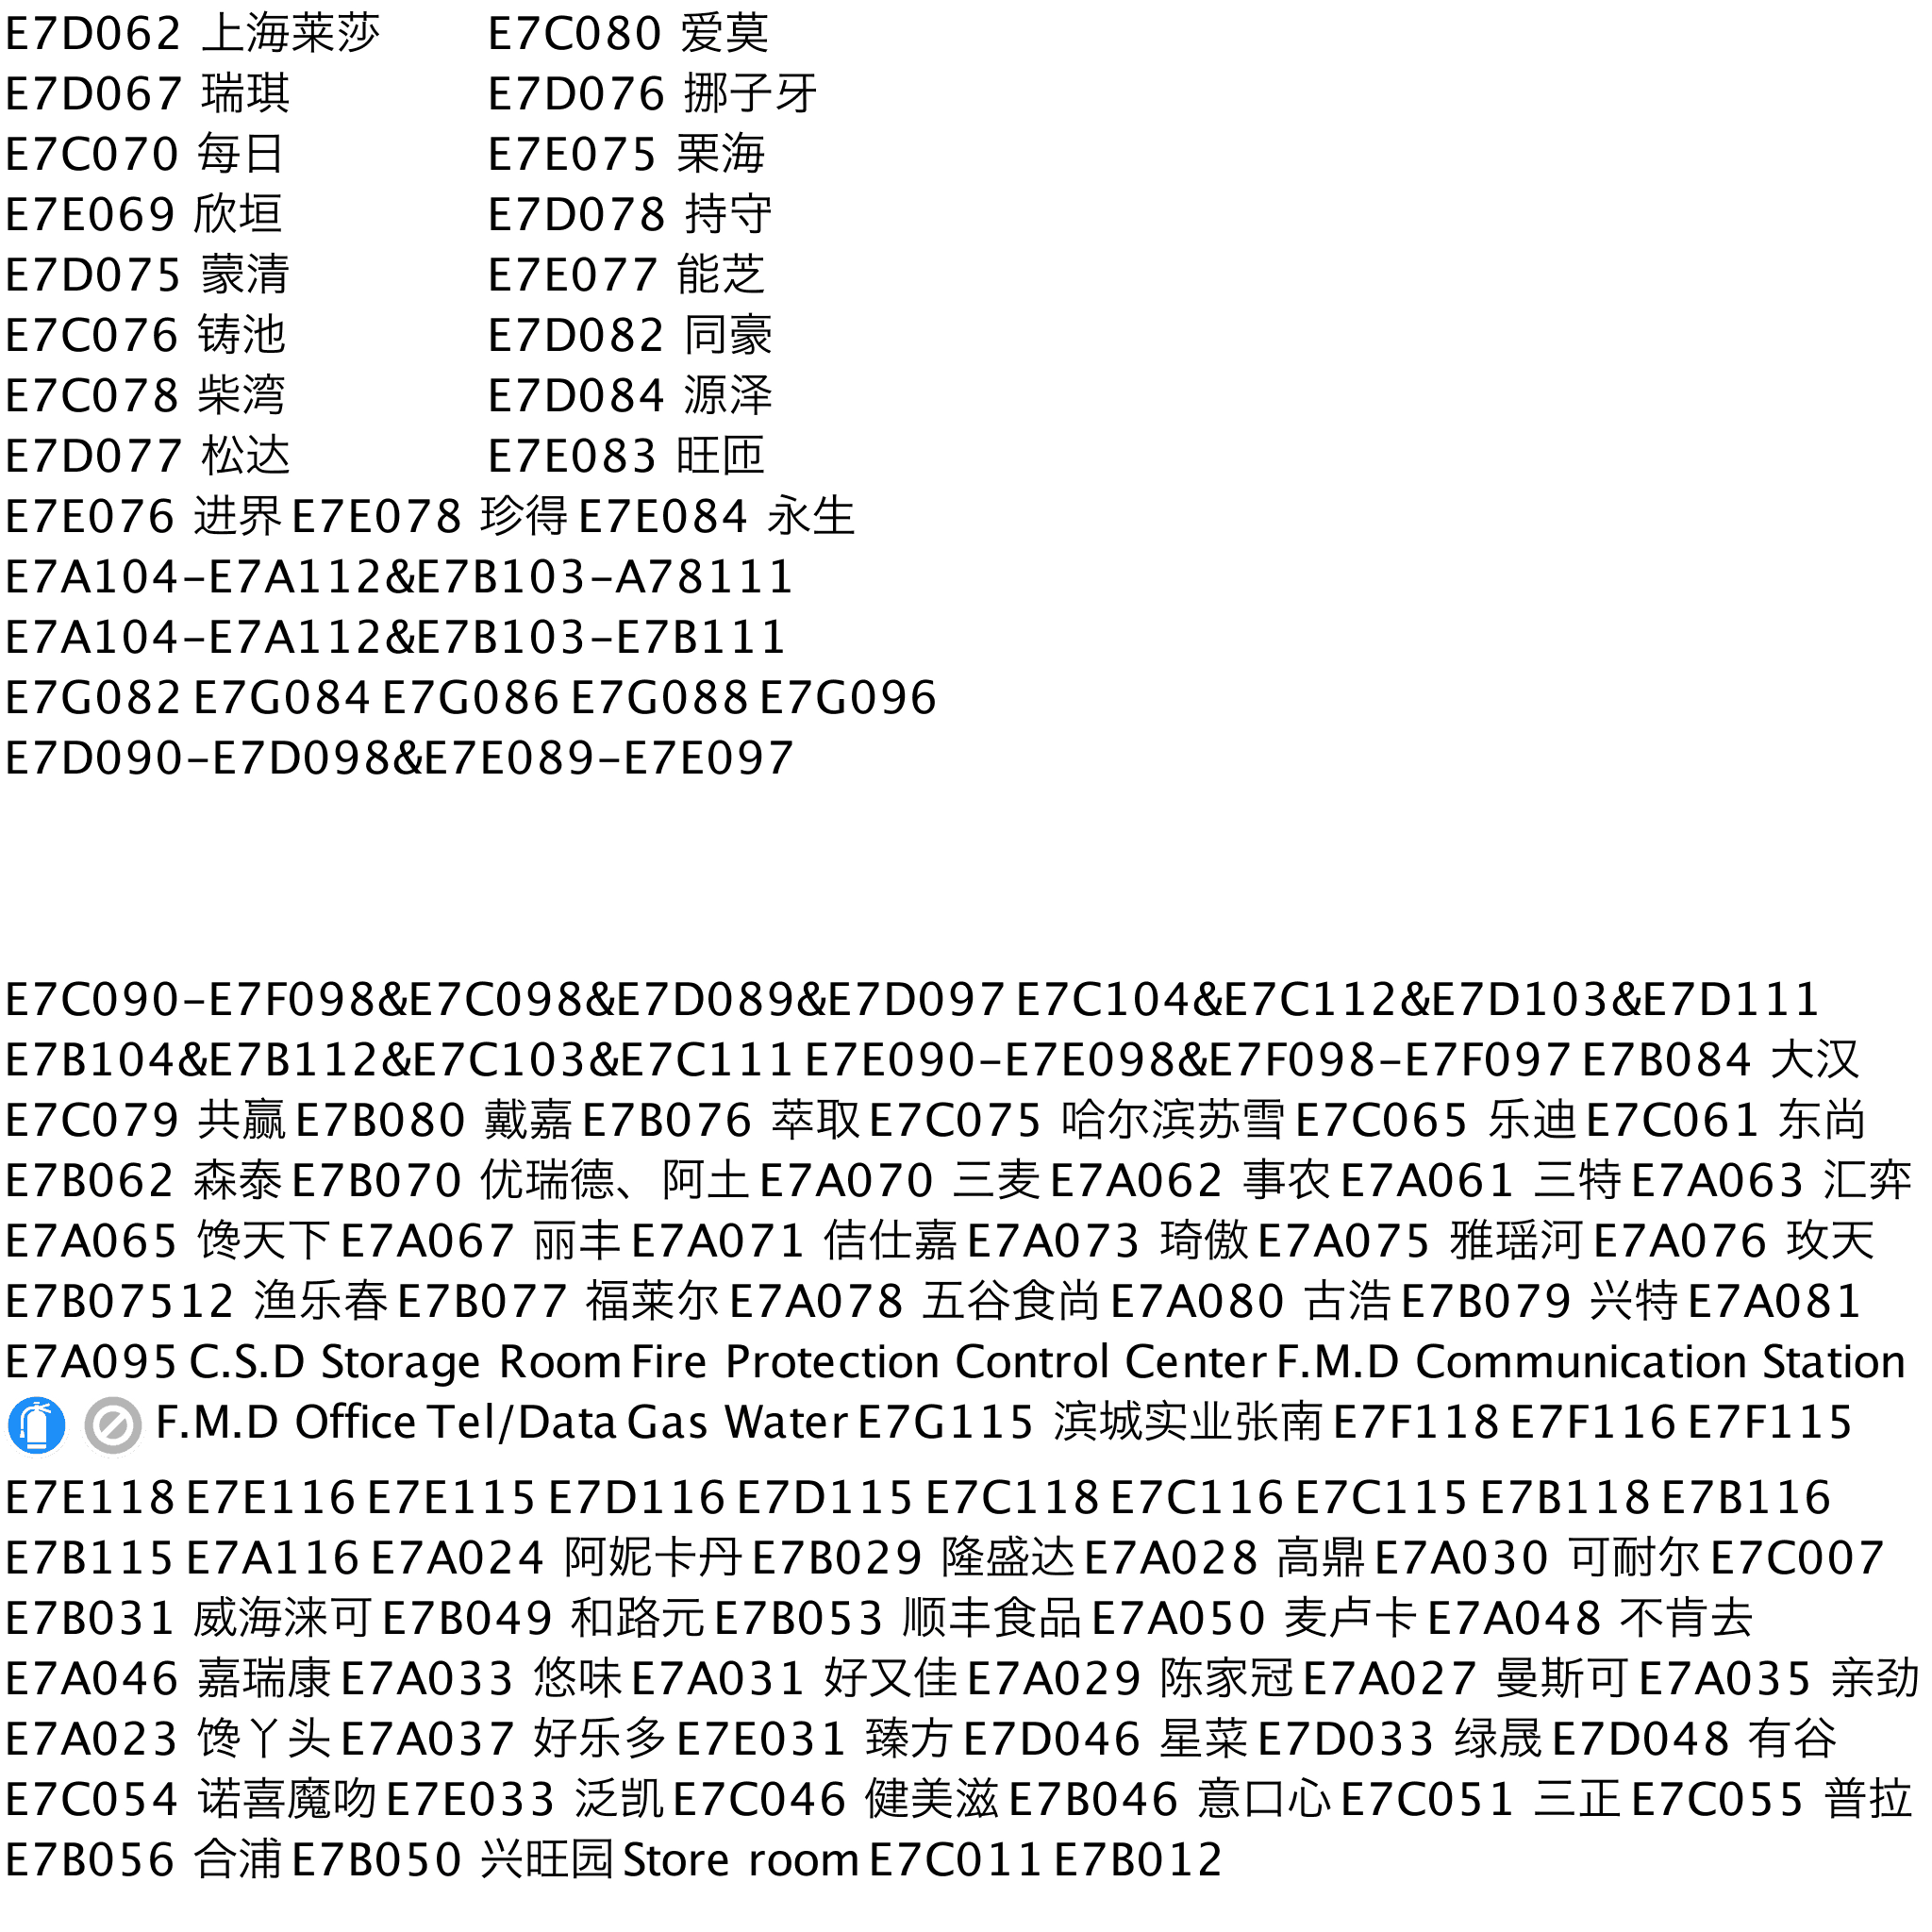 E7D062 上海莱莎 E7C080 爱莫
E7D067 瑞琪 E7D076 挪子牙
E7C070 每日 E7E075 栗海
E7E069 欣垣 E7D078 持守
E7D075 蒙清 E7E077 能芝
E7C076 铸池 E7D082 同豪
E7C078 柴湾 E7D084 源泽
E7D077 松达 E7E083 旺匝
E7E076 进界 E7E078 珍得 E7E084 永生
E7A104-E7A112&E7B103-A78111
E7A104-E7A112&E7B103-E7B111
E7G082 E7G084 E7G086 E7G088 E7G096
E7D090-E7D098&E7E089-E7E097
E7C090-E7F098&E7C098&E7D089&E7D097 E7C104&E7C112&E7D103&E7D111
E7B104&E7B112&E7C103&E7C111 E7E090-E7E098&E7F098-E7F097 E7B084 大汉
E7C079 共赢 E7B080 戴嘉 E7B076 萃取 E7C075 哈尔滨苏雪 E7C065 乐迪 E7C061 东尚
E7B062 森泰 E7B070 优瑞德、阿土 E7A070 三麦 E7A062 事农 E7A061 三特 E7A063 汇弈
E7A065 馋天下 E7A067 丽丰 E7A071 佶仕嘉 E7A073 琦傲 E7A075 雅瑶河 E7A076 玫天
E7B07512 渔乐春 E7B077 福莱尔 E7A078 五谷食尚 E7A080 古浩 E7B079 兴特 E7A081
E7A095 C.S.D Storage Room Fire Protection Control Center F.M.D Communication Station
F.M.D Office Tel/Data Gas Water E7G115 滨城实业张南 E7F118 E7F116 E7F115
E7E118 E7E116 E7E115 E7D116 E7D115 E7C118 E7C116 E7C115 E7B118 E7B116
E7B115 E7A116 E7A024 阿妮卡丹 E7B029 隆盛达 E7A028 高鼎 E7A030 可耐尔 E7C007
E7B031 威海涞可 E7B049 和路元 E7B053 顺丰食品 E7A050 麦卢卡 E7A048 不肯去
E7A046 嘉瑞康 E7A033 悠味 E7A031 好又佳 E7A029 陈家冠 E7A027 曼斯可 E7A035 亲劲
E7A023 馋丫头 E7A037 好乐多 E7E031 臻方 E7D046 星菜 E7D033 绿晟 E7D048 有谷
E7C054 诺喜魔吻 E7E033 泛凯 E7C046 健美滋 E7B046 意口心 E7C051 三正 E7C055 普拉
E7B056 合浦 E7B050 兴旺园 Store room E7C011 E7B012